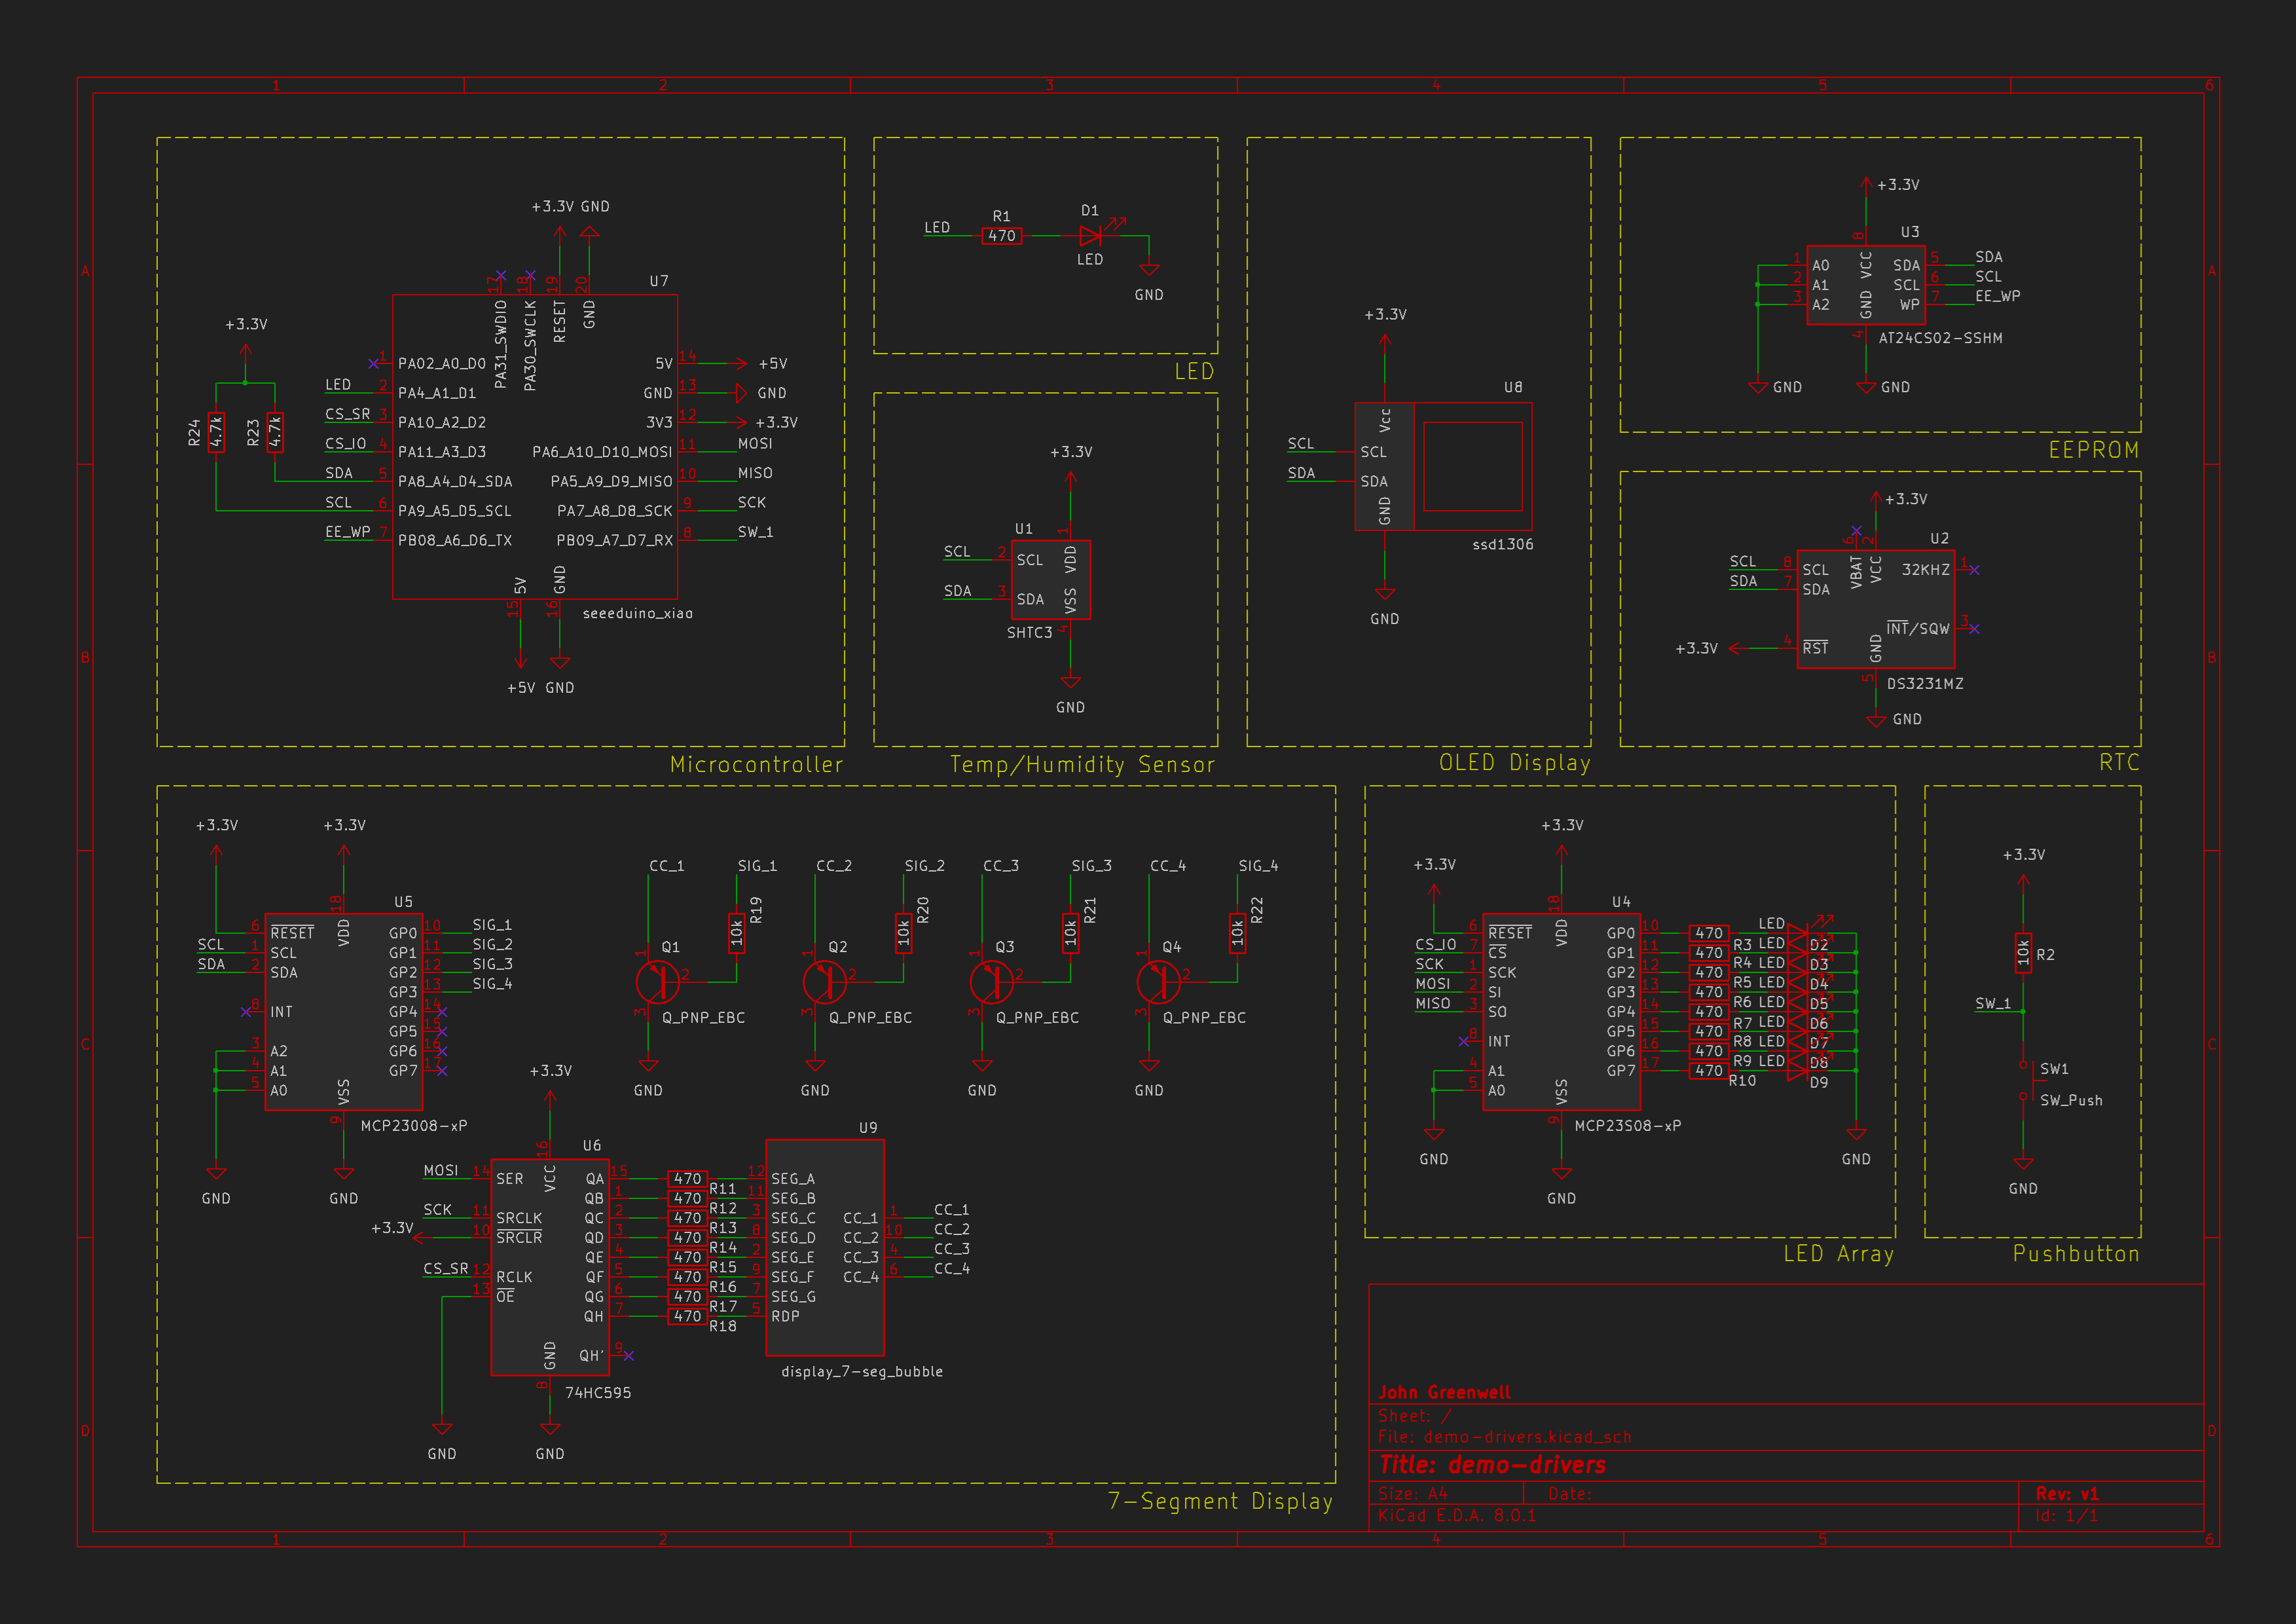 1 2 3 4 5 6
A
B
C
D
+3.3V GND
17 18 19 20
U7
PA31_SWDIO
PA30_SWCLK
RESET
GND
+3.3V
R24 4.7k
R23 4.7k
1 PA02_A0_D0
LED 2 PA4_A1_D1
CS_SR 3 PA10_A2_D2
CS_IO 4 PA11_A3_D3
SDA 5 PA8_A4_D4_SDA
SCL 6 PA9_A5_D5_SCL
EE_WP 7 PB08_A6_D6_TX
5V 14 +5V
GND 13 GND
3V3 12 +3.3V
PA6_A10_D10_MOSI 11 MOSI
PA5_A9_D9_MISO 10 MISO
PA7_A8_D8_SCK 9 SCK
PB09_A7_D7_RX 8 SW_1
5V GND
15 16
seeeduino_xiao
+5V GND
Microcontroller
LED R1 470 D1
LED
GND
LED
+3.3V
U1
1 VDD
SCL 2 SCL
SDA 3 SDA
VSS 4
SHTC3
GND
Temp/Humidity Sensor
+3.3V
U8
Vcc
SCL SCL
SDA SDA
GND
ssd1306
GND
OLED Display
+3.3V
U3
8 VCC
1 A0 SDA 5 SDA
2 A1 SCL 6 SCL
3 A2 WP 7 EE_WP
GND 4
AT24CS02-SSHM
GND GND
EEPROM
+3.3V
U2
6 VBAT
2 VCC
SCL 8 SCL 32KHZ 1
SDA 7 SDA
INT/SQW 3
+3.3V 4 RST
GND 5
DS3231MZ
GND
RTC
+3.3V +3.3V
U5
18 VDD
6 RESET GP0 10 SIG_1
SCL 1 SCL GP1 11 SIG_2
SDA 2 SDA GP2 12 SIG_3
GP3 13 SIG_4
8 INT GP4 14
GP5 15
3 A2 GP6 16
4 A1 GP7 17
5 A0
VSS 9
MCP23008-xP
GND GND
CC_1 SIG_1 CC_2 SIG_2 CC_3 SIG_3 CC_4 SIG_4
10k R19 10k R20 10k R21 10k R22
1 Q1 2 3 Q_PNP_EBC
1 Q2 2 3 Q_PNP_EBC
1 Q3 2 3 Q_PNP_EBC
1 Q4 2 3 Q_PNP_EBC
GND GND GND GND
+3.3V
U6
16 VCC
MOSI 14 SER
SCK 11 SRCLK
+3.3V 10 SRCLR
CS_SR 12 RCLK
13 OE
QA 15 470 R11 12 SEG_A
QB 1 470 R12 11 SEG_B
QC 2 470 R13 3 SEG_C
QD 3 470 R14 8 SEG_D
QE 4 470 R15 2 SEG_E
QF 5 470 R16 9 SEG_F
QG 6 470 R17 7 SEG_G
QH 7 470 R18 5 RDP
QH' 9
GND 8
74HC595
GND GND
U9
CC_1 1 CC_1
CC_2 10 CC_2
CC_3 4 CC_3
CC_4 6 CC_4
display_7-seg_bubble
7-Segment Display
+3.3V
+3.3V
U4
18 VDD
6 RESET
CS_IO 7 CS
SCK 1 SCK
MOSI 2 SI
MISO 3 SO
8 INT
4 A1
5 A0
VSS 9
GP0 10 470 R3 LED D2
GP1 11 470 R4 LED D3
GP2 12 470 R5 LED D4
GP3 13 470 R6 LED D5
GP4 14 470 R7 LED D6
GP5 15 470 R8 LED D7
GP6 16 470 R9 LED D8
GP7 17 470 R10 LED D9
MCP23S08-xP
GND GND GND
LED Array
+3.3V
10k R2
SW_1
SW1
SW_Push
GND
Pushbutton
John Greenwell
Sheet: /
File: demo-drivers.kicad_sch
Title: demo-drivers
Size: A4 Date: Rev: v1
KiCad E.D.A. 8.0.1 Id: 1/1
A
B
C
D
1 2 3 4 5 6